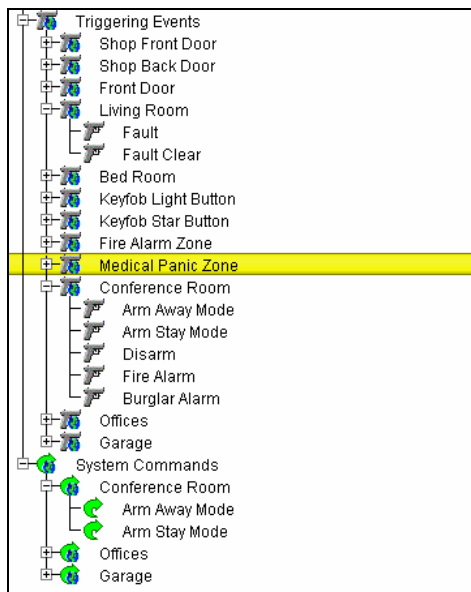 Triggering Events
Shop Front Door
Shop Back Door
Front Door
Living Room
Fault
Fault Clear
Bed Room
Keyfob Light Button
Keyfob Star Button
Fire Alarm Zone
Medical Panic Zone
Conference Room
Arm Away Mode
Arm Stay Mode
Disarm
Fire Alarm
Burglar Alarm
Offices
Garage
System Commands
Conference Room
Arm Away Mode
Arm Stay Mode
Offices
Garage